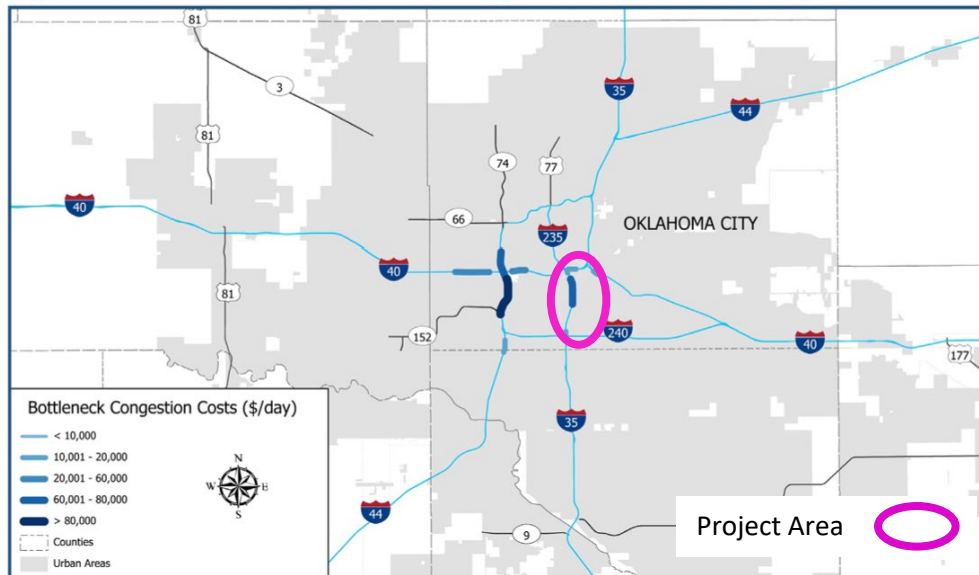 81
3
35
44
81
74
77
40
66
235
OKLAHOMA CITY
40
81
152
240
40
177
35
44
9
Bottleneck Congestion Costs ($/day)
< 10,000
10,001 - 20,000
20,001 - 60,000
60,001 - 80,000
> 80,000
Counties
Urban Areas
N
W E
S
Project Area